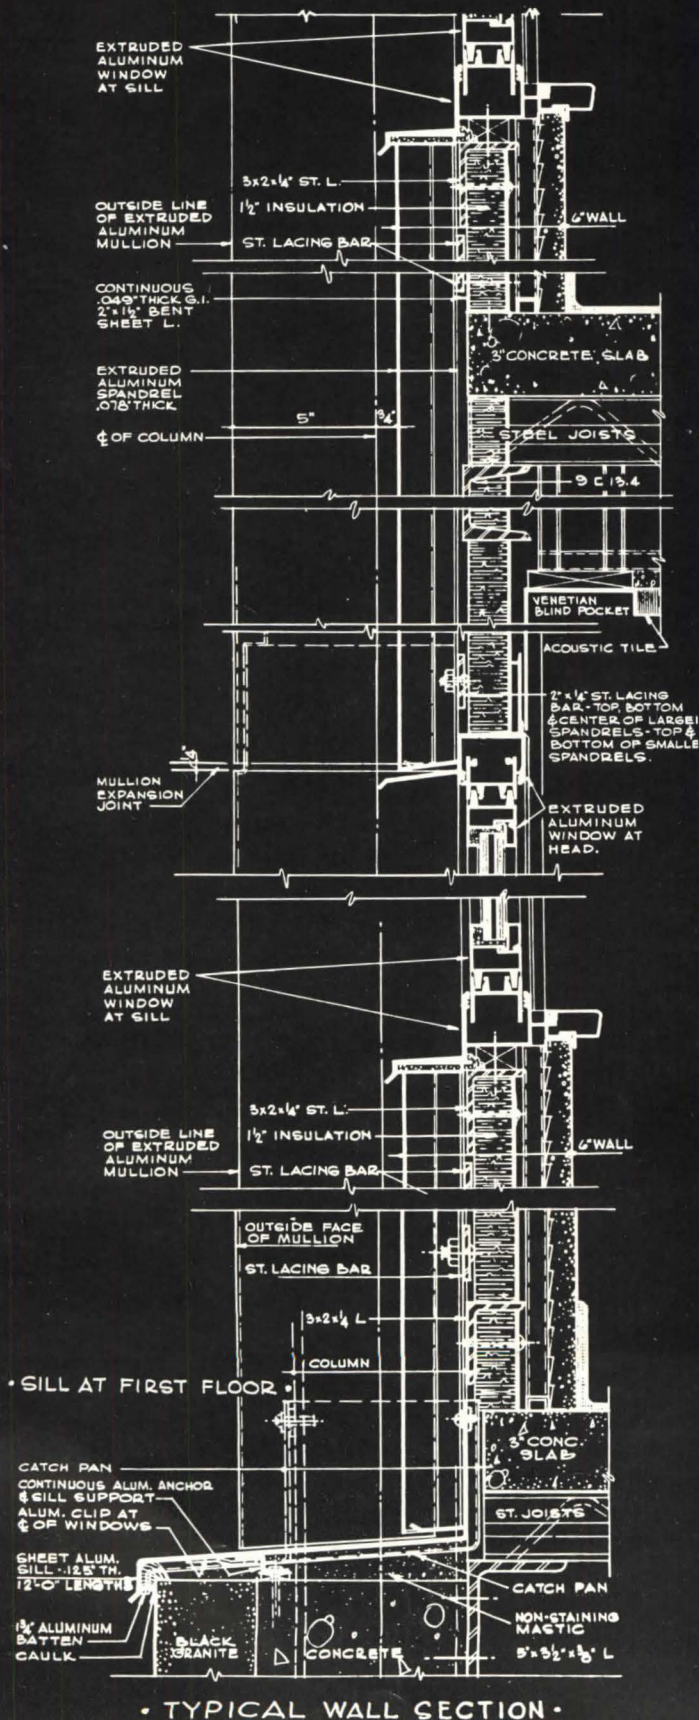 EXTRUDED
ALUMINUM
WINDOW
AT SILL
3x2x¼" ST. L.
OUTSIDE LINE
OF EXTRUDED
ALUMINUM
MULLION
1½" INSULATION
6" WALL
ST. LACING BAR
CONTINUOUS
.049" THICK G.I.
2"x1½" BENT
SHEET L.
3" CONCRETE SLAB
EXTRUDED
ALUMINUM
SPANDREL
.078" THICK
5"
¾"
℄ OF COLUMN
STEEL JOISTS
9 C 13.4
VENETIAN
BLIND POCKET
ACOUSTIC TILE
2"x¼" ST. LACING
BAR-TOP, BOTTOM
& CENTER OF LARGE
SPANDRELS-TOP &
BOTTOM OF SMALLE
SPANDRELS.
¼"
MULLION
EXPANSION
JOINT
EXTRUDED
ALUMINUM
WINDOW AT
HEAD.
EXTRUDED
ALUMINUM
WINDOW
AT SILL
3x2x¼" ST. L.
OUTSIDE LINE
OF EXTRUDED
ALUMINUM
MULLION
1½" INSULATION
6" WALL
ST. LACING BAR
OUTSIDE FACE
OF MULLION
ST. LACING BAR
3x2x¼ L
COLUMN
• SILL AT FIRST FLOOR •
3" CONC.
SLAB
CATCH PAN
CONTINUOUS ALUM. ANCHOR
& SILL SUPPORT
ALUM. CLIP AT
℄ OF WINDOWS
ST. JOISTS
SHEET ALUM.
SILL-.125" TH.
12'-0" LENGTHS
CATCH PAN
NON-STAINING
MASTIC
1¾" ALUMINUM
BATTEN
CAULK
BLACK
GRANITE
CONCRETE
5"x3½"x⅜" L
• TYPICAL WALL SECTION •